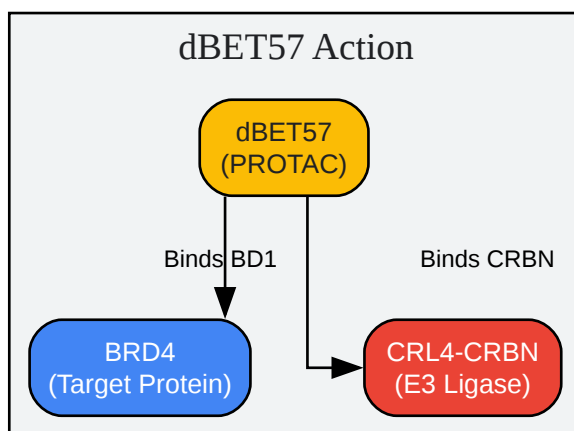 dBET57 Action
dBET57
(PROTAC)
Binds BD1
Binds CRBN
BRD4
(Target Protein)
CRL4-CRBN
(E3 Ligase)